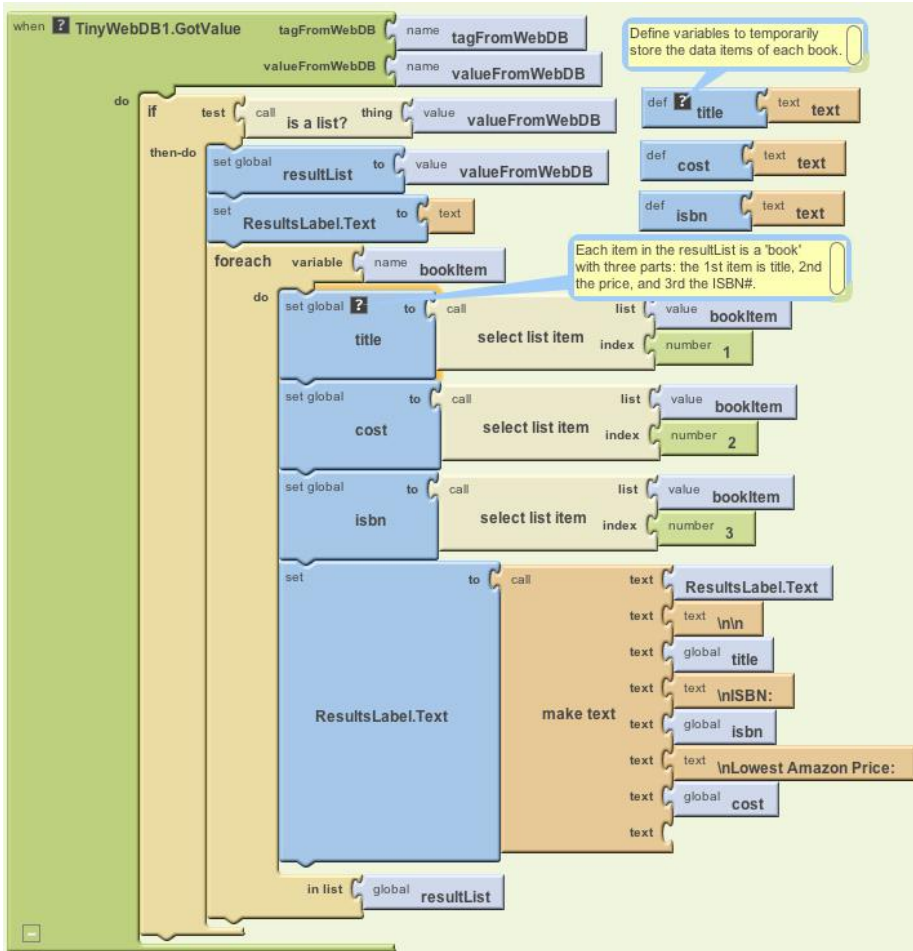 when ? TinyWebDB1.GotValue tagFromWebDB name tagFromWebDB
valueFromWebDB name valueFromWebDB
Define variables to temporarily
store the data items of each book.
do if test call is a list? thing value valueFromWebDB
def ? title text text
then-do set global resultList to value valueFromWebDB
def cost text text
set ResultsLabel.Text to text
def isbn text text
foreach variable name bookItem
Each item in the resultList is a 'book'
with three parts: the 1st item is title, 2nd
the price, and 3rd the ISBN#.
do set global ? title to call select list item list value bookItem
index number 1
set global cost to call select list item list value bookItem
index number 2
set global isbn to call select list item list value bookItem
index number 3
set ResultsLabel.Text to call make text text ResultsLabel.Text
text text \n\n
text global title
text text \nISBN:
text global isbn
text text \nLowest Amazon Price:
text global cost
text
in list global resultList